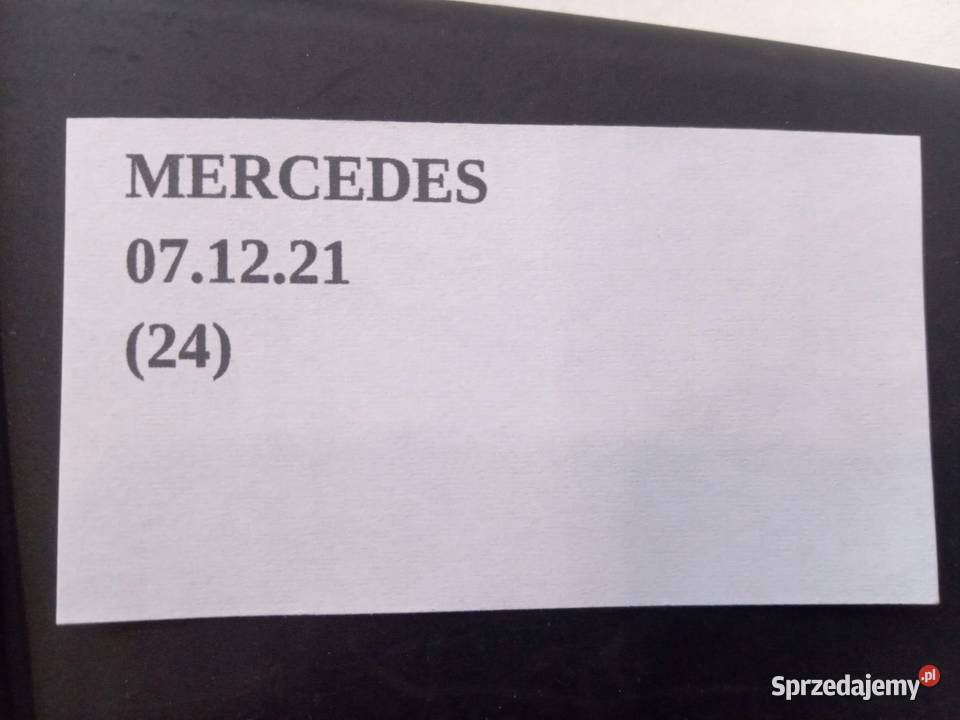 MERCEDES
07.12.21
(24)
Sprzedajemy.pl